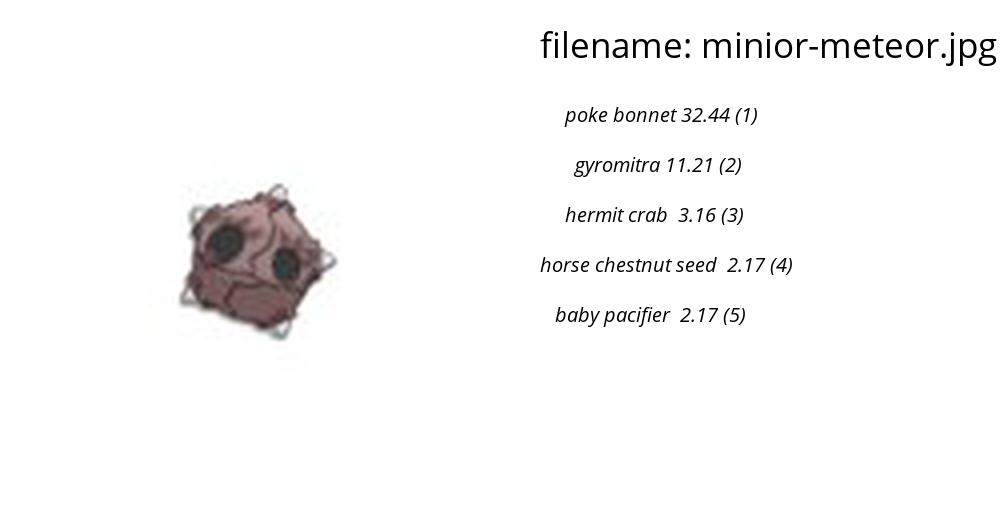 filename: minior-meteor.jpg
poke bonnet 32.44 (1)
gyromitra 11.21 (2)
hermit crab 3.16 (3)
horse chestnut seed 2.17 (4)
baby pacifier 2.17 (5)